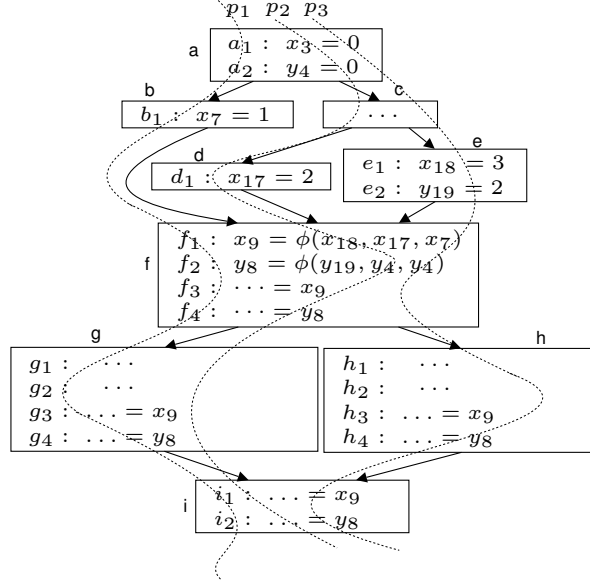 p₁ p₂ p₃
a
a₁ : x₃ = 0
a₂ : y₄ = 0
b
b₁ : x₇ = 1
c
· · ·
d
d₁ : x₁₇ = 2
e
e₁ : x₁₈ = 3
e₂ : y₁₉ = 2
f
f₁ : x₉ = ϕ(x₁₈, x₁₇, x₇)
f₂ : y₈ = ϕ(y₁₉, y₄, y₄)
f₃ : · · · = x₉
f₄ : · · · = y₈
g
g₁ : · · ·
g₂ : · · ·
g₃ : . . . = x₉
g₄ : . . . = y₈
h
h₁ : · · ·
h₂ : · · ·
h₃ : . . . = x₉
h₄ : . . . = y₈
i
i₁ : . . . = x₉
i₂ : . . . = y₈